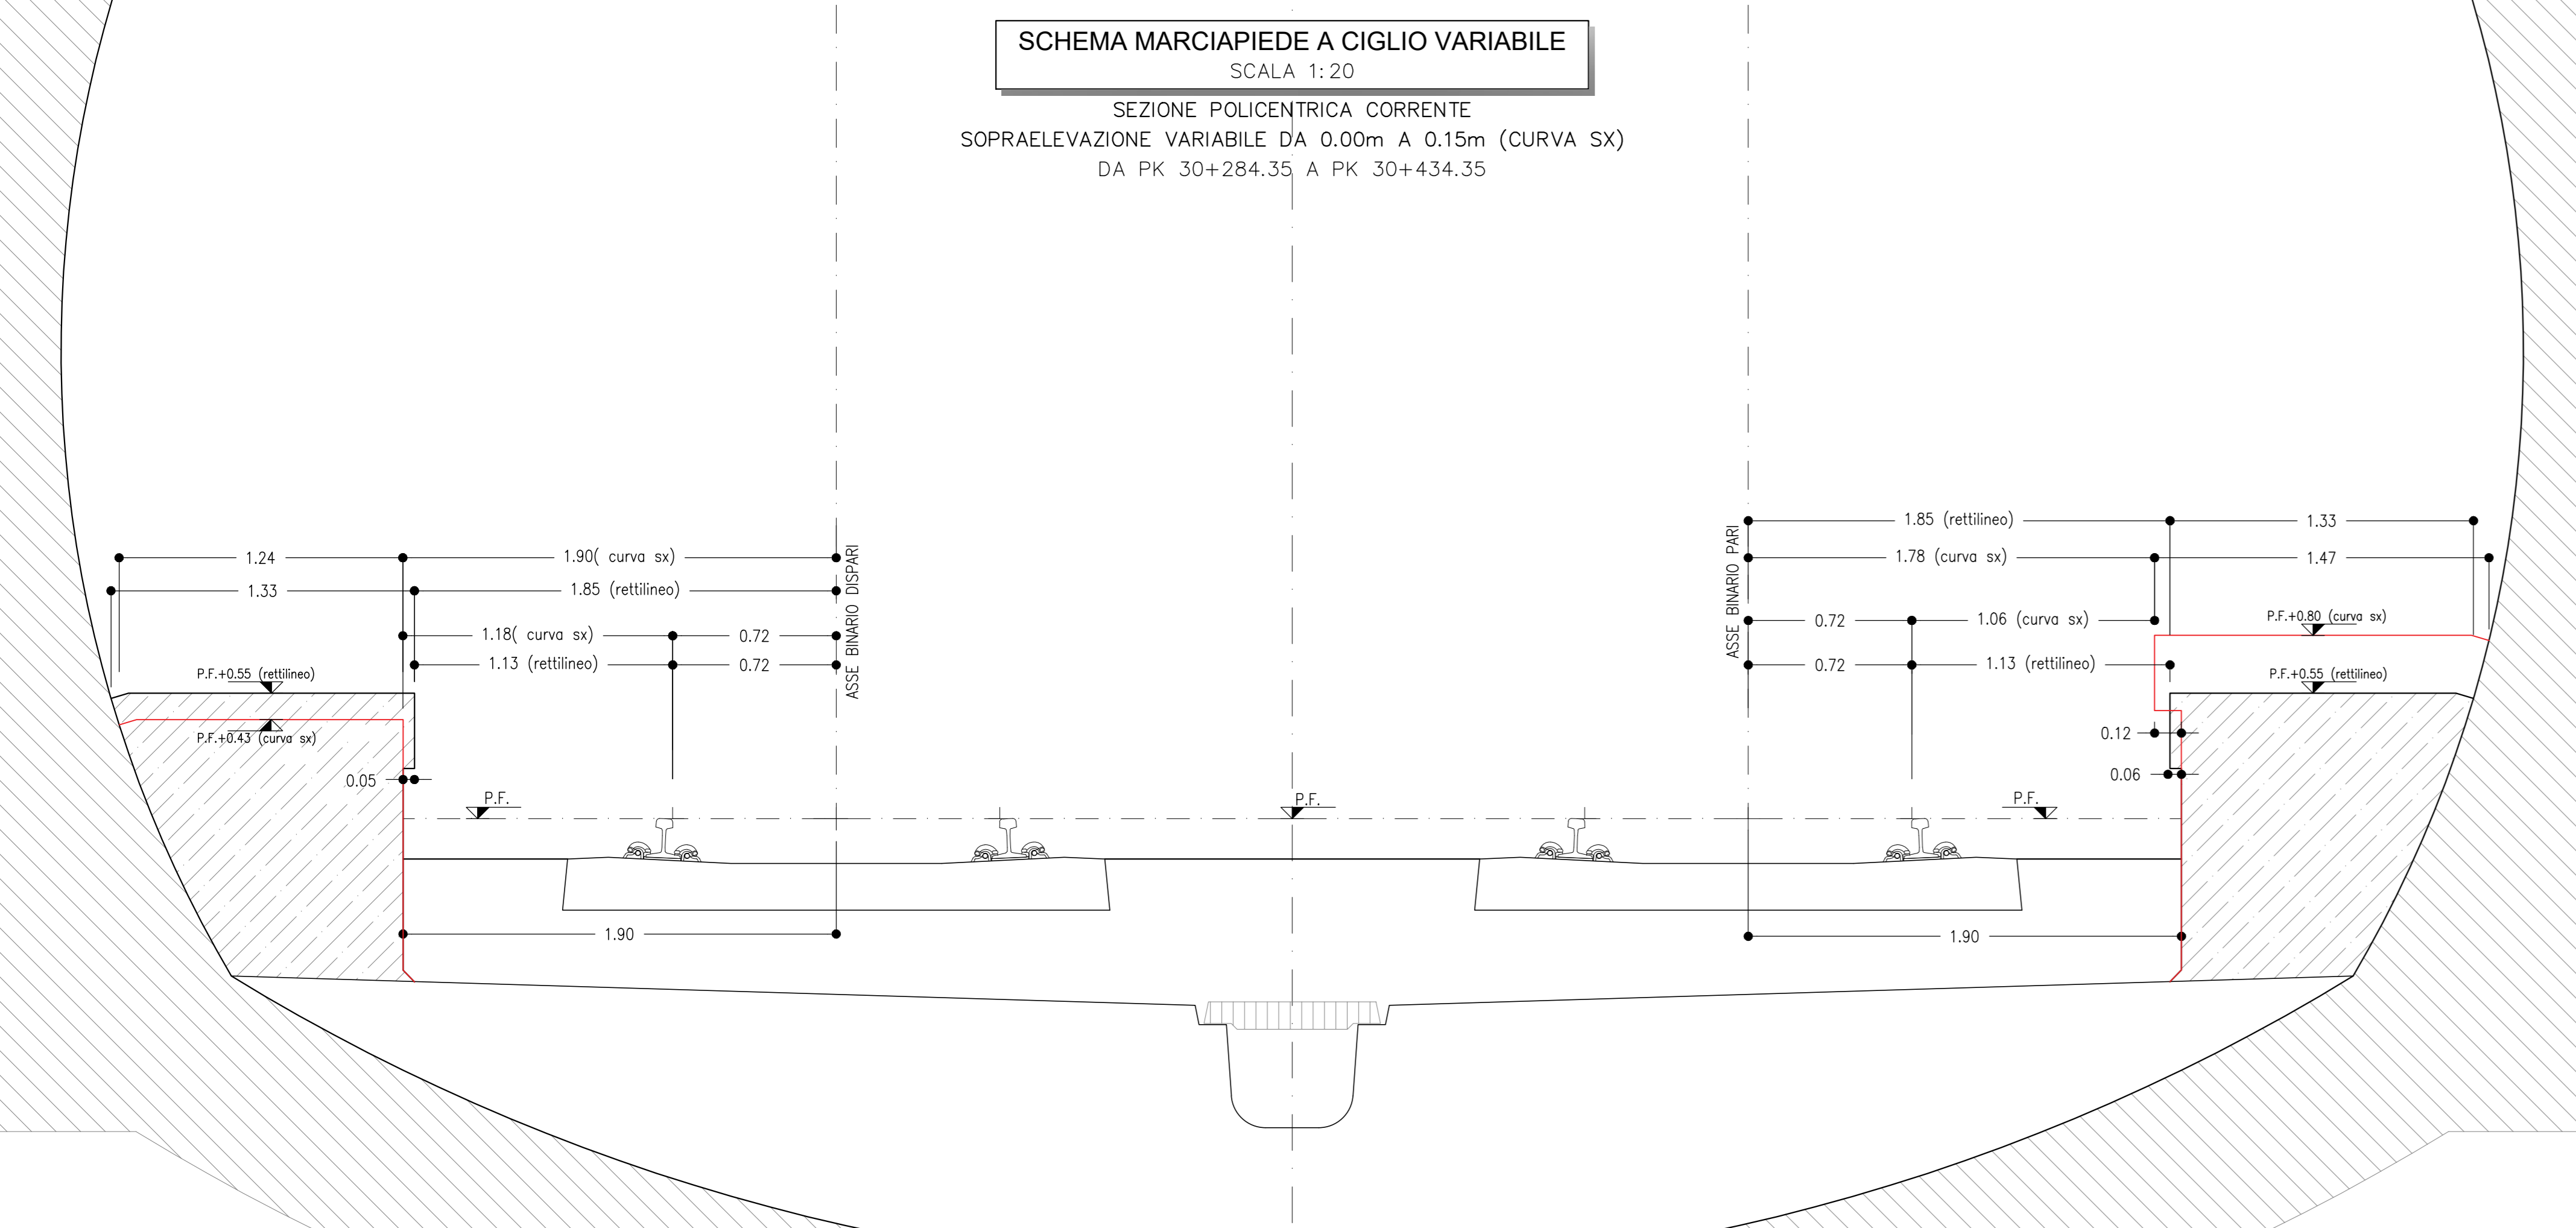 SCHEMA MARCIAPIEDE A CIGLIO VARIABILE
SCALA 1:20
SEZIONE POLICENTRICA CORRENTE
SOPRAELEVAZIONE VARIABILE DA 0.00m A 0.15m (CURVA SX)
DA PK 30+284.35 A PK 30+434.35
1.24
1.90( curva sx)
1.33
1.85 (rettilineo)
1.18( curva sx)
0.72
1.13 (rettilineo)
0.72
ASSE BINARIO DISPARI
P.F.+0.55 (rettilineo)
P.F.+0.43 (curva sx)
0.05
P.F.
1.90
P.F.
ASSE BINARIO PARI
1.85 (rettilineo)
1.33
1.78 (curva sx)
1.47
0.72
1.06 (curva sx)
0.72
1.13 (rettilineo)
P.F.+0.80 (curva sx)
P.F.+0.55 (rettilineo)
0.12
0.06
P.F.
1.90